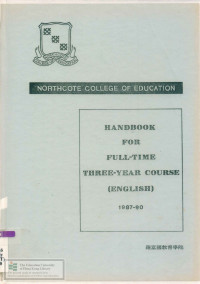 NORTHCOTE COLLEGE OF EDUCATION
HANDBOOK
FOR
FULL-TIME
THREE-YEAR COURSE
(ENGLISH)
1987-90
羅富國教育學院